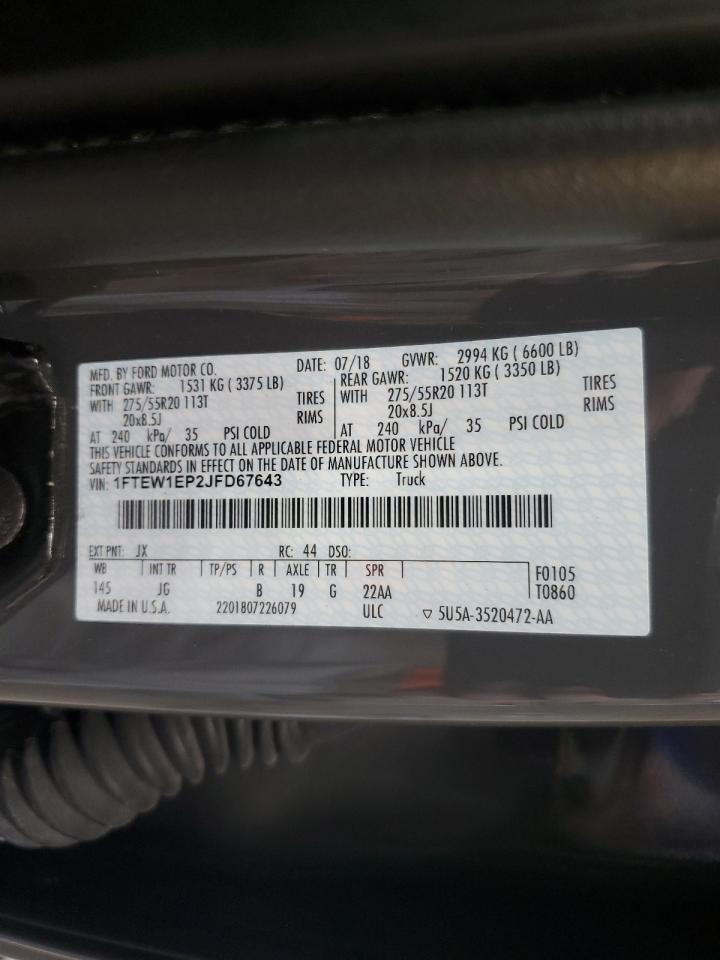 MFD. BY FORD MOTOR CO. DATE: 07/18 GVWR: 2994 KG ( 6600 LB)
FRONT GAWR: 1531 KG ( 3375 LB) REAR GAWR: 1520 KG ( 3350 LB)
WITH 275/55R20 113T TIRES WITH 275/55R20 113T TIRES
20x8.5J RIMS 20x8.5J RIMS
AT 240 kPa/ 35 PSI COLD AT 240 kPa/ 35 PSI COLD
THIS VEHICLE CONFORMS TO ALL APPLICABLE FEDERAL MOTOR VEHICLE
SAFETY STANDARDS IN EFFECT ON THE DATE OF MANUFACTURE SHOWN ABOVE.
VIN: 1FTEW1EP2JFD67643 TYPE: Truck
EXT PNT: JX RC: 44 DSO:
WB INT TR TP/PS R AXLE TR SPR F0105
145 JG B 19 G 22AA T0860
MADE IN U.S.A. 2201807226079 ULC ▽ 5U5A-3520472-AA